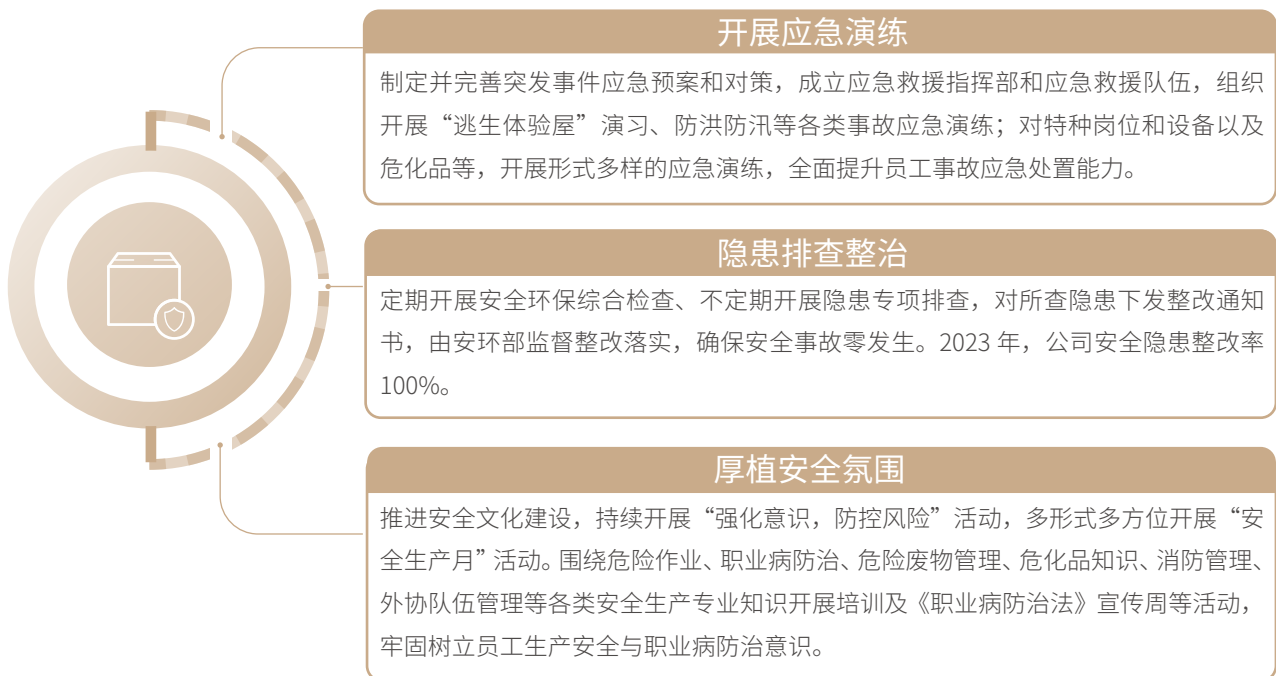 开展应急演练
制定并完善突发事件应急预案和对策，成立应急救援指挥部和应急救援队伍，组织
开展“逃生体验屋”演习、防洪防汛等各类事故应急演练；对特种岗位和设备以及
危化品等，开展形式多样的应急演练，全面提升员工事故应急处置能力。
隐患排查整治
定期开展安全环保综合检查、不定期开展隐患专项排查，对所查隐患下发整改通知
书，由安环部监督整改落实，确保安全事故零发生。2023 年，公司安全隐患整改率
100%。
厚植安全氛围
推进安全文化建设，持续开展“强化意识，防控风险”活动，多形式多方位开展“安
全生产月”活动。围绕危险作业、职业病防治、危险废物管理、危化品知识、消防管理、
外协队伍管理等各类安全生产专业知识开展培训及《职业病防治法》宣传周等活动，
牢固树立员工生产安全与职业病防治意识。